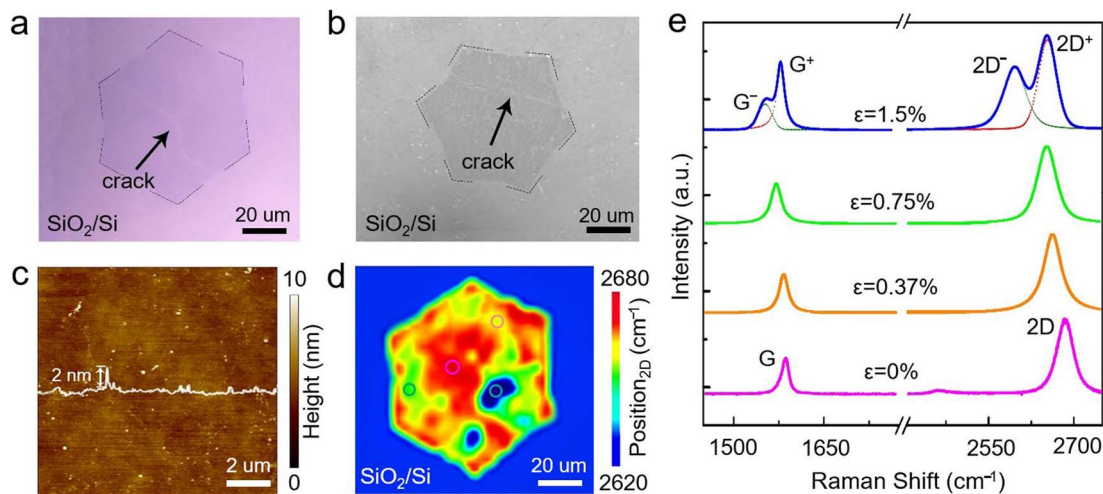 a
crack
SiO₂/Si
20 um
b
crack
SiO₂/Si
20 um
c
2 nm
2 um
10
Height (nm)
0
d
SiO₂/Si
20 um
2680
Position₂D (cm⁻¹)
2620
e
Intensity (a.u.)
G⁻
G⁺
2D⁻
2D⁺
ε=1.5%
ε=0.75%
ε=0.37%
G
2D
ε=0%
1500 1650 2550 2700
Raman Shift (cm⁻¹)